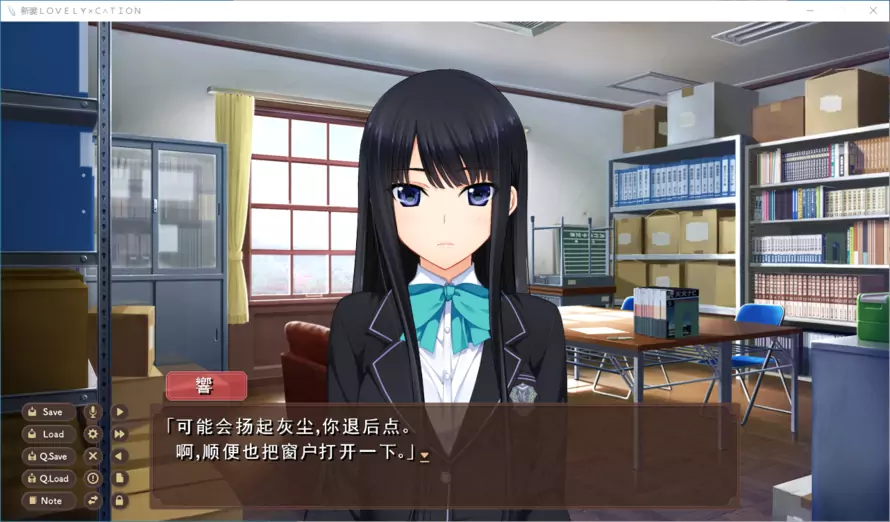 新妻LOVELY×CATION
響
「可能会扬起灰尘,你退后点。
啊,顺便也把窗户打开一下。」
Save
Load
Q.Save
Q.Load
Note